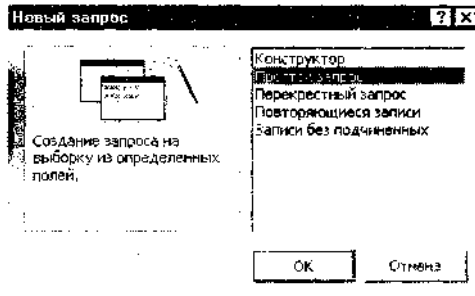 Новый запрос
Создание запроса на
выборку из определенных
полей.
Конструктор
Простой запрос
Перекрестный запрос
Повторяющиеся записи
Записи без подчиненных
ОК
Отмена